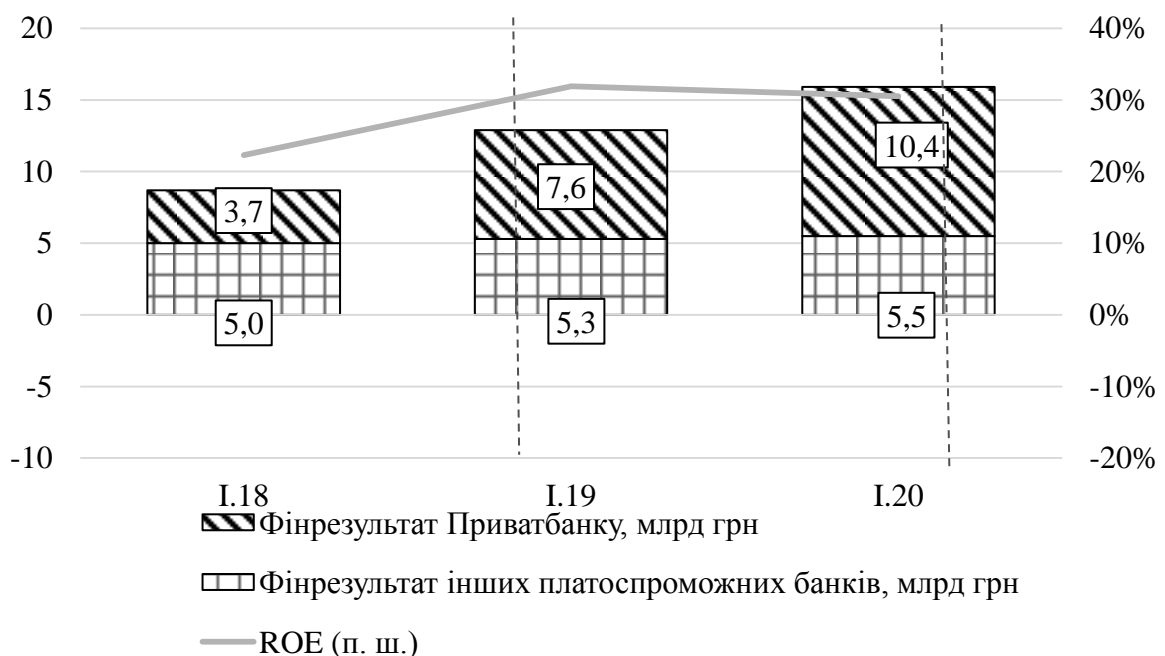 20 40%
15 30%
10 20%
5 10%
0 0%
-5 -10%
-10 -20%
3,7 7,6 10,4
5,0 5,3 5,5
І.18 І.19 І.20
Фінрезультат Приватбанку, млрд грн
Фінрезультат інших платоспроможних банків, млрд грн
ROE (п. ш.)